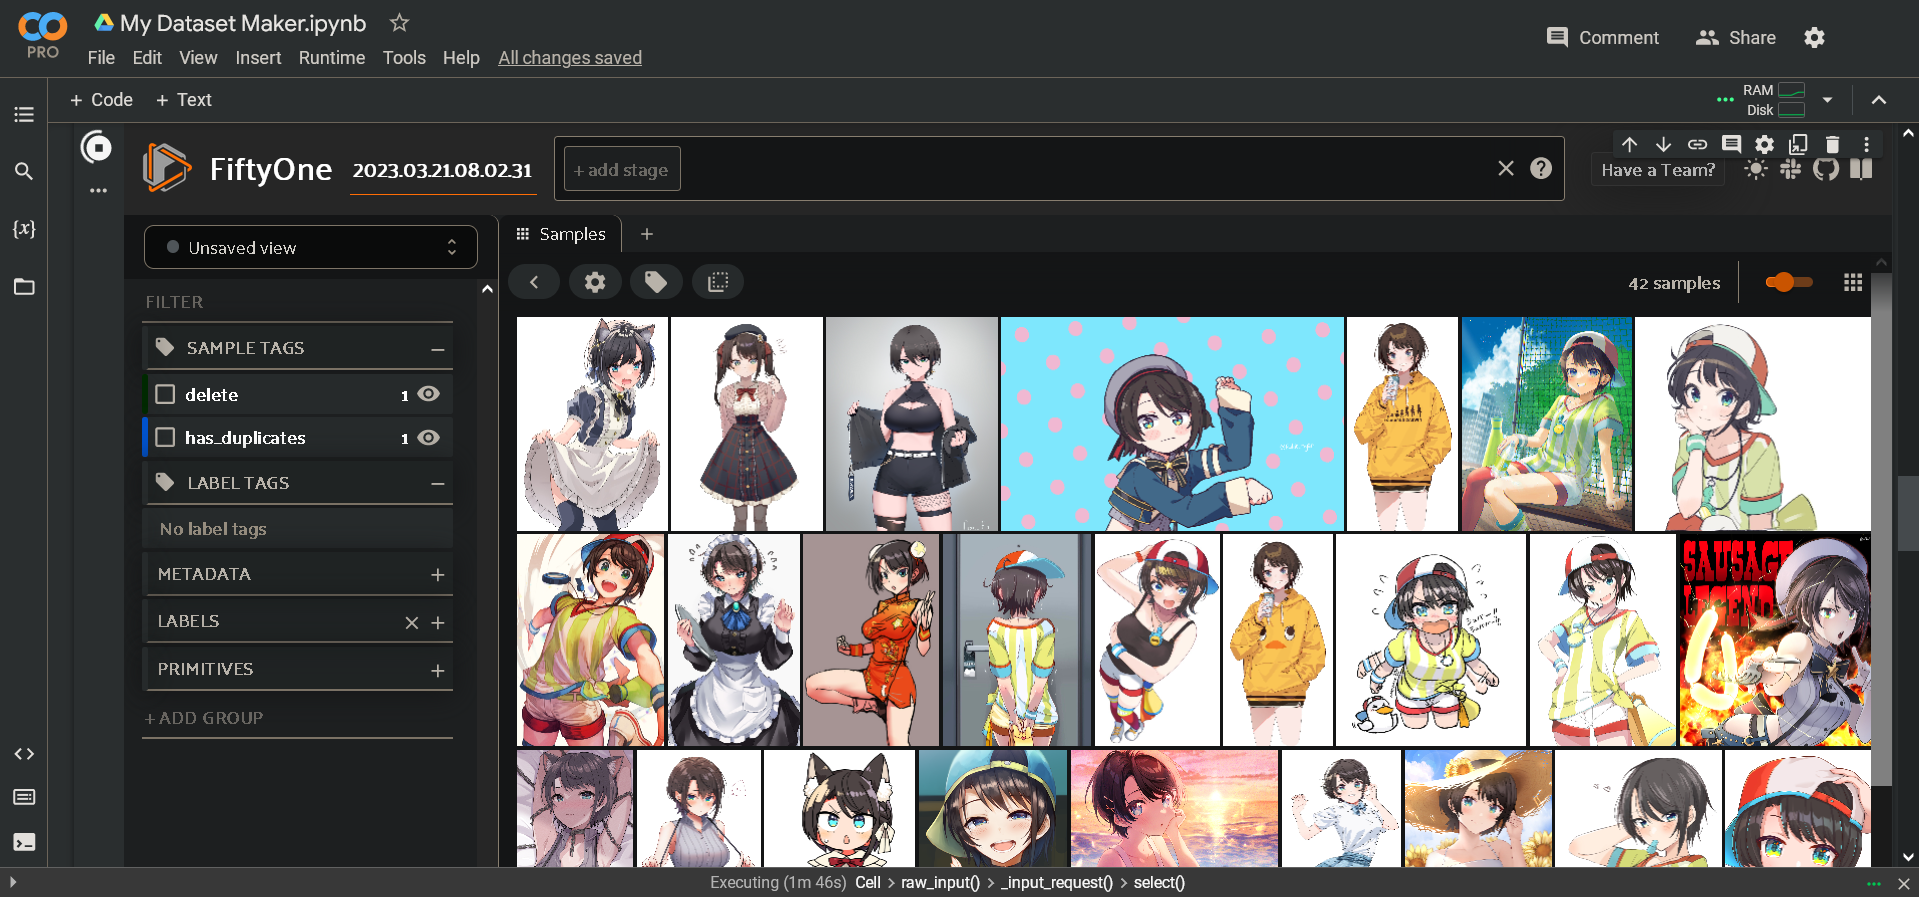 My Dataset Maker.ipynb
PRO
File Edit View Insert Runtime Tools Help All changes saved
Comment Share
+ Code + Text
RAM
Disk
FiftyOne
2023.03.21.08.02.31
+ add stage
Have a Team?
Unsaved view
Samples
FILTER
42 samples
SAMPLE TAGS
delete 1
has_duplicates 1
LABEL TAGS
No label tags
METADATA
LABELS
PRIMITIVES
+ ADD GROUP
SAUSAGE
LEGEND
Executing (1m 46s) Cell > raw_input() > _input_request() > select()